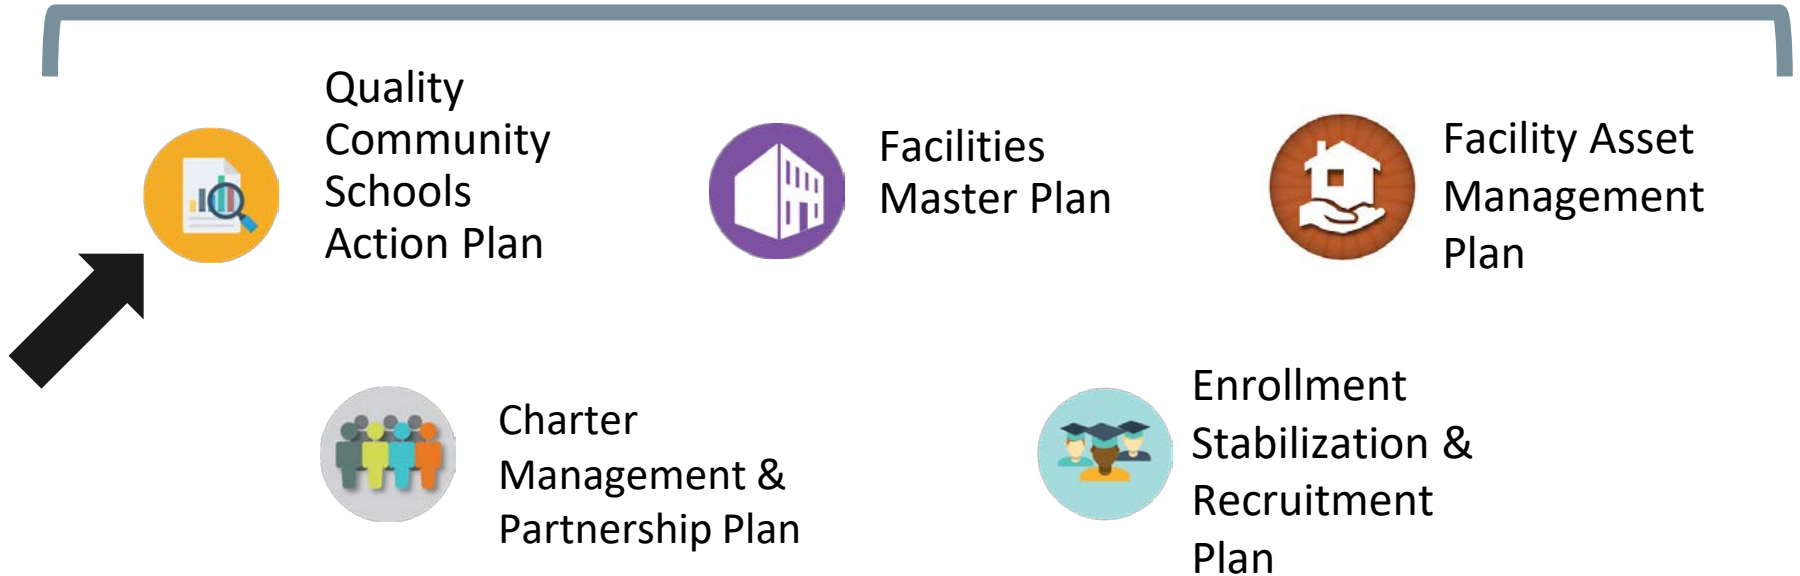 Quality
Community
Schools
Action Plan
Facilities
Master Plan
Facility Asset
Management
Plan
Charter
Management &
Partnership Plan
Enrollment
Stabilization &
Recruitment
Plan